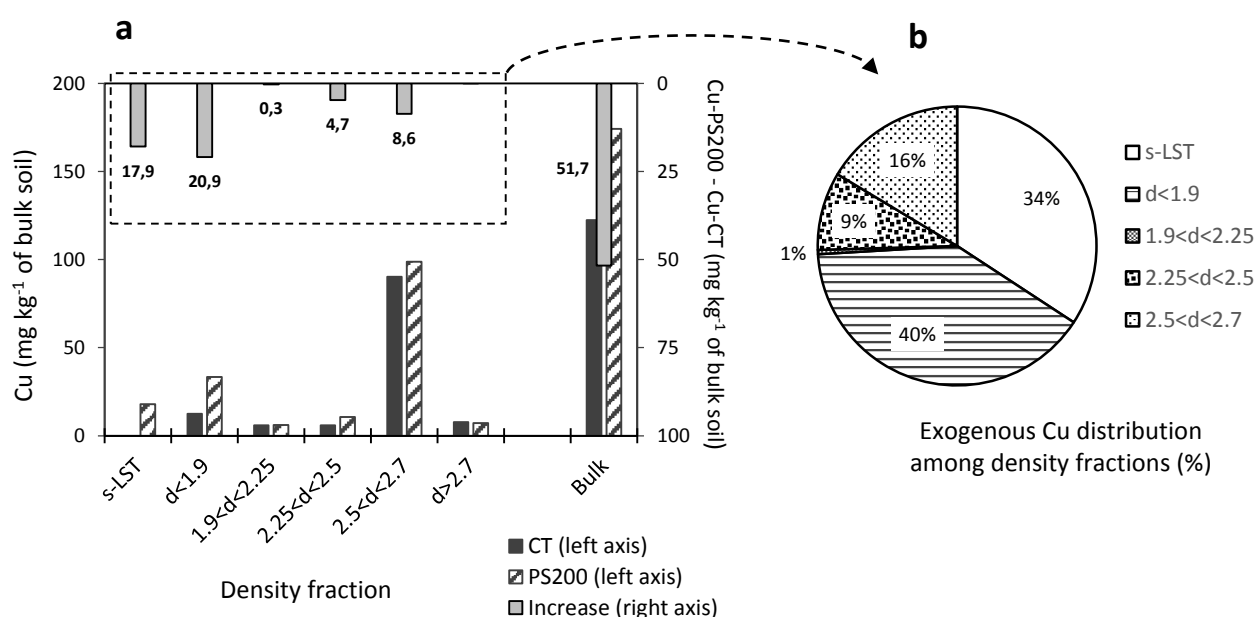 a
b
200
150
100
50
0
Cu (mg kg⁻¹ of bulk soil)
17,9
20,9
0,3
4,7
8,6
51,7
0
25
50
75
100
Cu-PS200 - Cu-CT (mg kg⁻¹ of bulk soil)
s-LST
d<1.9
1.9<d<2.25
2.25<d<2.5
2.5<d<2.7
d>2.7
Bulk
Density fraction
CT (left axis)
PS200 (left axis)
Increase (right axis)
16%
34%
9%
1%
40%
s-LST
d<1.9
1.9<d<2.25
2.25<d<2.5
2.5<d<2.7
Exogenous Cu distribution
among density fractions (%)